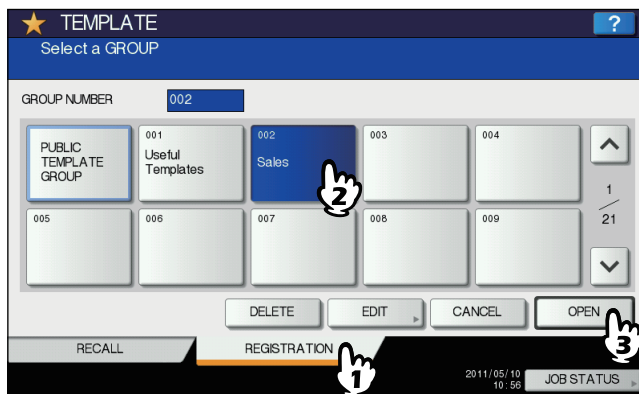 TEMPLATE
?
Select a GROUP
GROUP NUMBER 002
PUBLIC
TEMPLATE
GROUP
001
Useful
Templates
002
Sales
2
003
004
1
/
21
005
006
007
008
009
DELETE
EDIT
CANCEL
OPEN
3
RECALL
REGISTRATION
1
2011/05/10
10:56
JOB STATUS